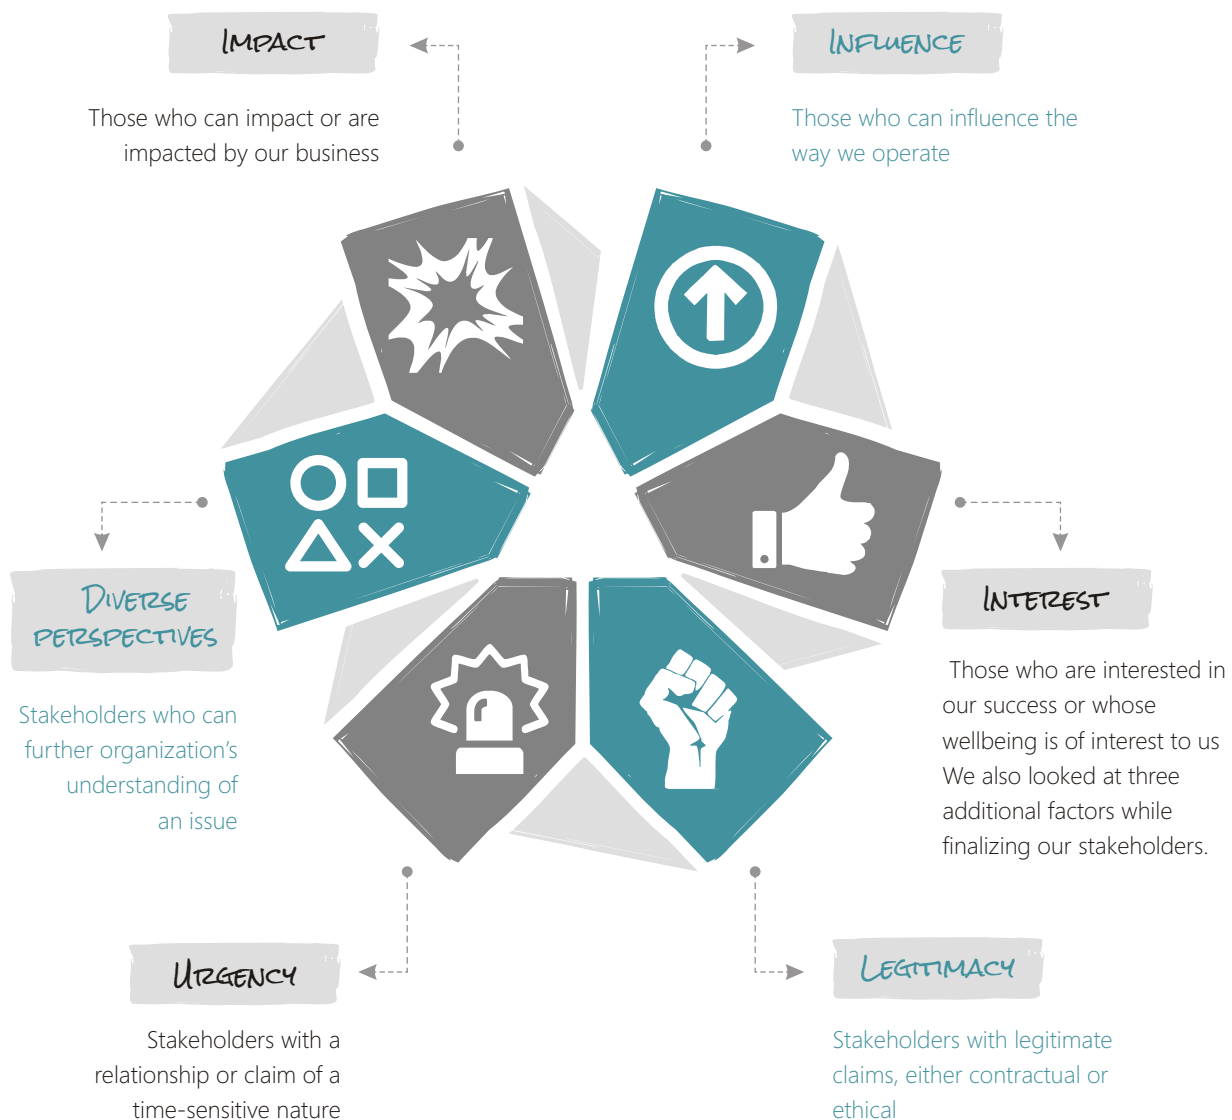 IMPACT
Those who can impact or are
impacted by our business
INFLUENCE
Those who can influence the
way we operate
INTEREST
Those who are interested in
our success or whose
wellbeing is of interest to us
We also looked at three
additional factors while
finalizing our stakeholders.
LEGITIMACY
Stakeholders with legitimate
claims, either contractual or
ethical
URGENCY
Stakeholders with a
relationship or claim of a
time-sensitive nature
DIVERSE
PERSPECTIVES
Stakeholders who can
further organization’s
understanding of
an issue